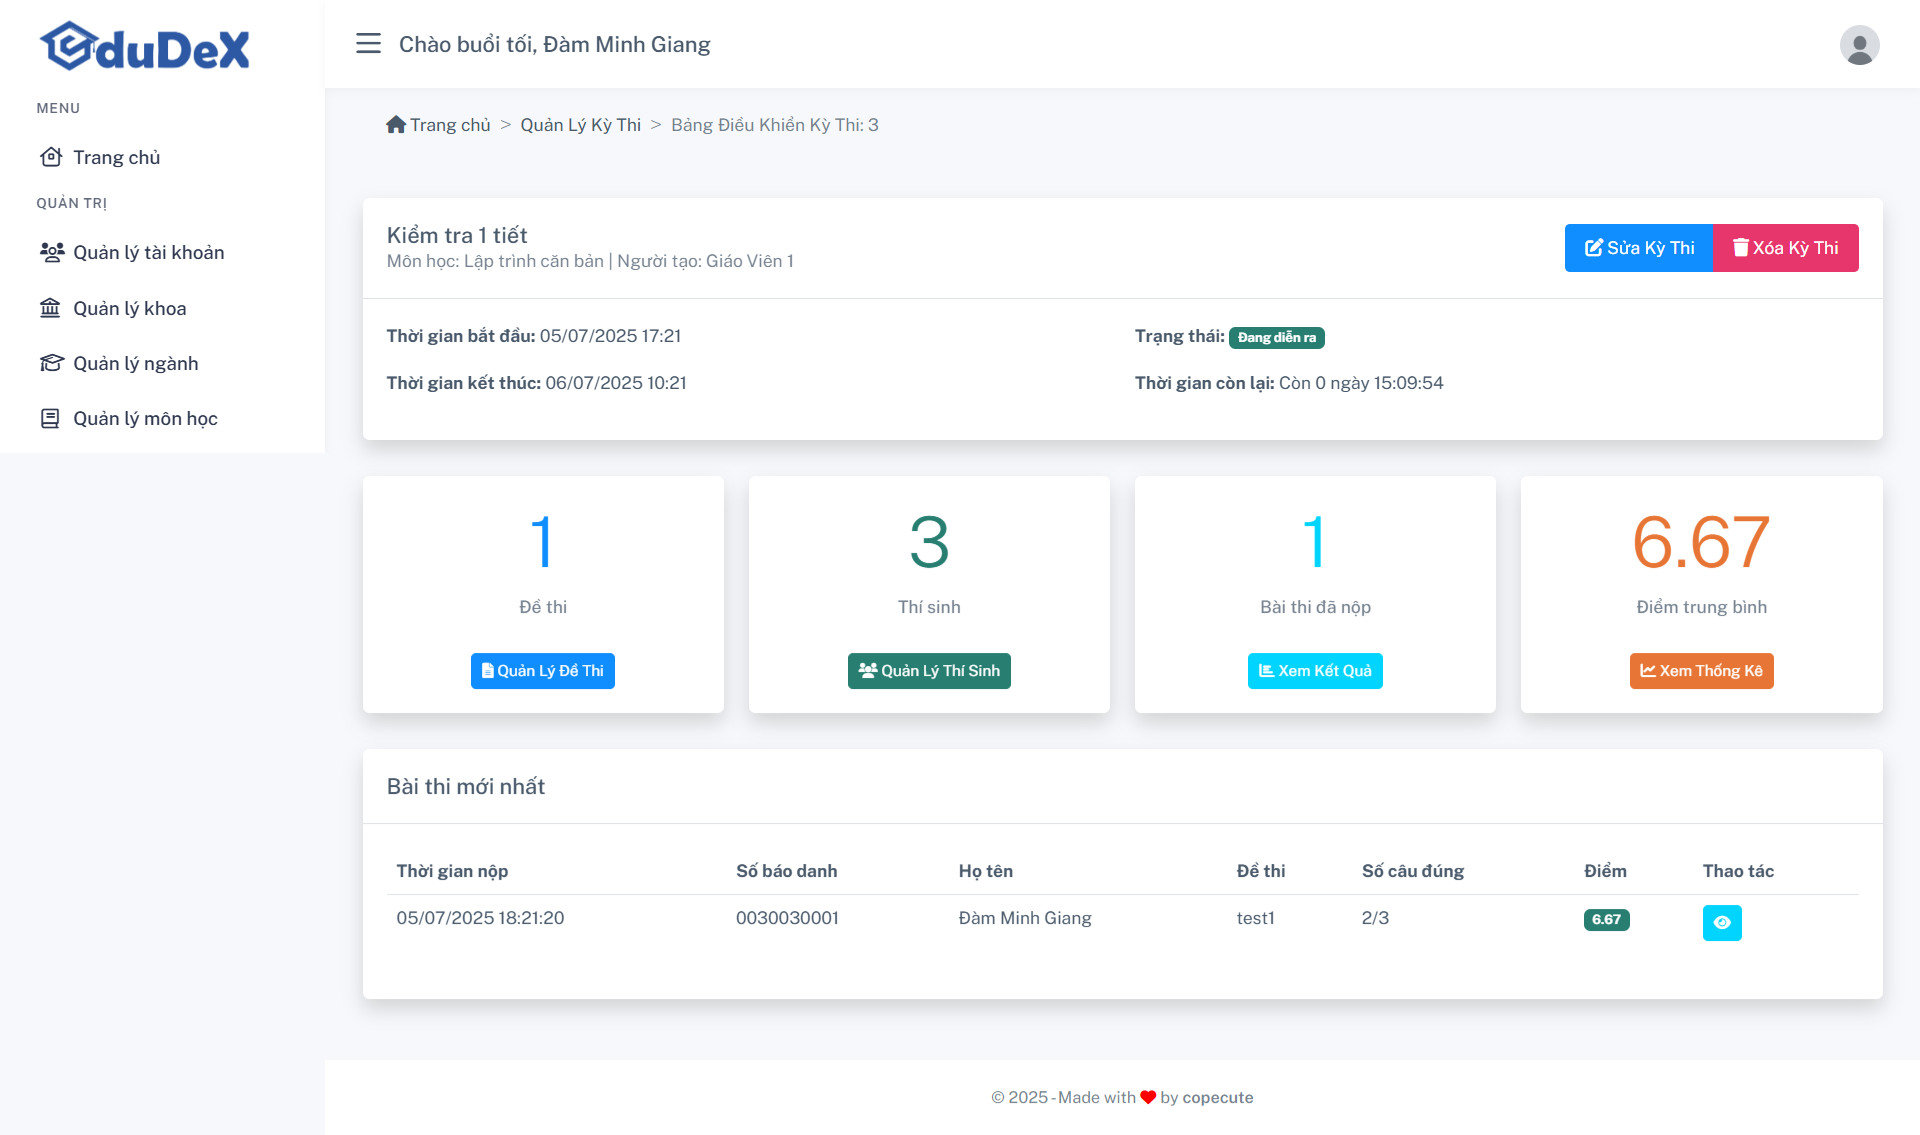 EduDeX
Chào buổi tối, Đàm Minh Giang
MENU
Trang chủ
QUẢN TRỊ
Quản lý tài khoản
Quản lý khoa
Quản lý ngành
Quản lý môn học
Trang chủ > Quản Lý Kỳ Thi > Bảng Điều Khiển Kỳ Thi: 3
Kiểm tra 1 tiết
Môn học: Lập trình căn bản | Người tạo: Giáo Viên 1
Sửa Kỳ Thi
Xóa Kỳ Thi
Thời gian bắt đầu: 05/07/2025 17:21
Trạng thái: Đang diễn ra
Thời gian kết thúc: 06/07/2025 10:21
Thời gian còn lại: Còn 0 ngày 15:09:54
1
Đề thi
Quản Lý Đề Thi
3
Thí sinh
Quản Lý Thí Sinh
1
Bài thi đã nộp
Xem Kết Quả
6.67
Điểm trung bình
Xem Thống Kê
Bài thi mới nhất
Thời gian nộp Số báo danh Họ tên Đề thi Số câu đúng Điểm Thao tác
05/07/2025 18:21:20 0030030001 Đàm Minh Giang test1 2/3 6.67
© 2025 - Made with by copecute